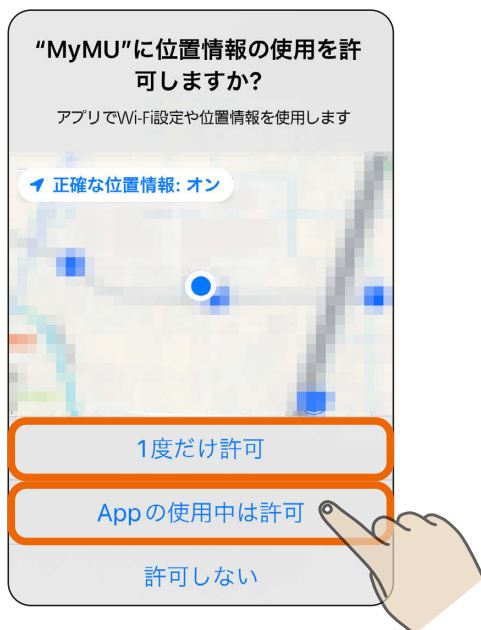 “MyMU”に位置情報の使用を許
可しますか?
アプリでWi-Fi設定や位置情報を使用します
正確な位置情報: オン
1度だけ許可
Appの使用中は許可
許可しない